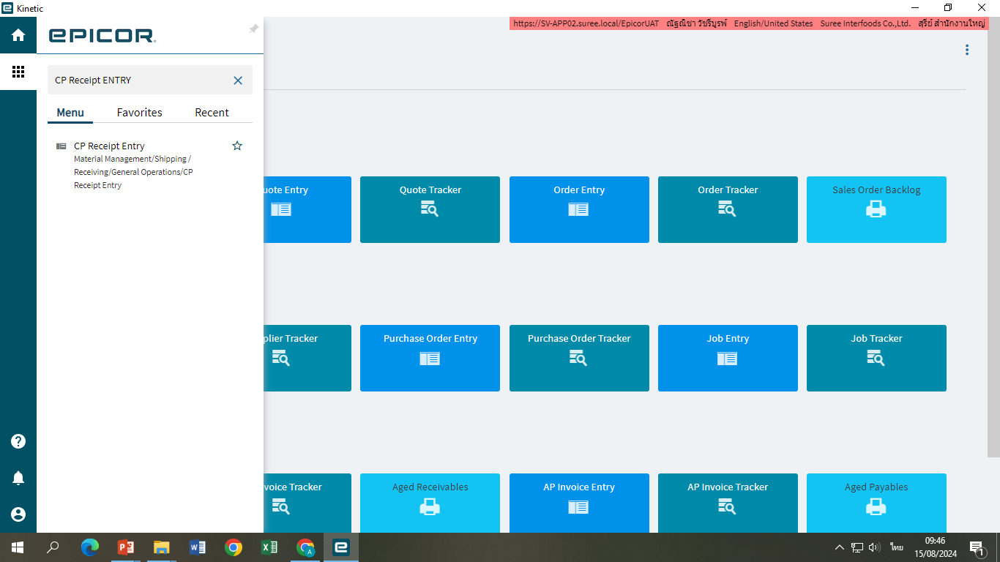 Kinetic
https://SV-APP02.suree.local/EpicorUAT ณัฐณิชา วัชรีบูรพ์ English/United States Suree Interfoods Co.,Ltd. สุรีย์ สำนักงานใหญ่
EPICOR
CP Receipt ENTRY
Menu Favorites Recent
CP Receipt Entry
Material Management/Shipping /
Receiving/General Operations/CP
Receipt Entry
uote Entry Quote Tracker Order Entry Order Tracker Sales Order Backlog
plier Tracker Purchase Order Entry Purchase Order Tracker Job Entry Job Tracker
voice Tracker Aged Receivables AP Invoice Entry AP Invoice Tracker Aged Payables
ไทย
09:46
15/08/2024
1